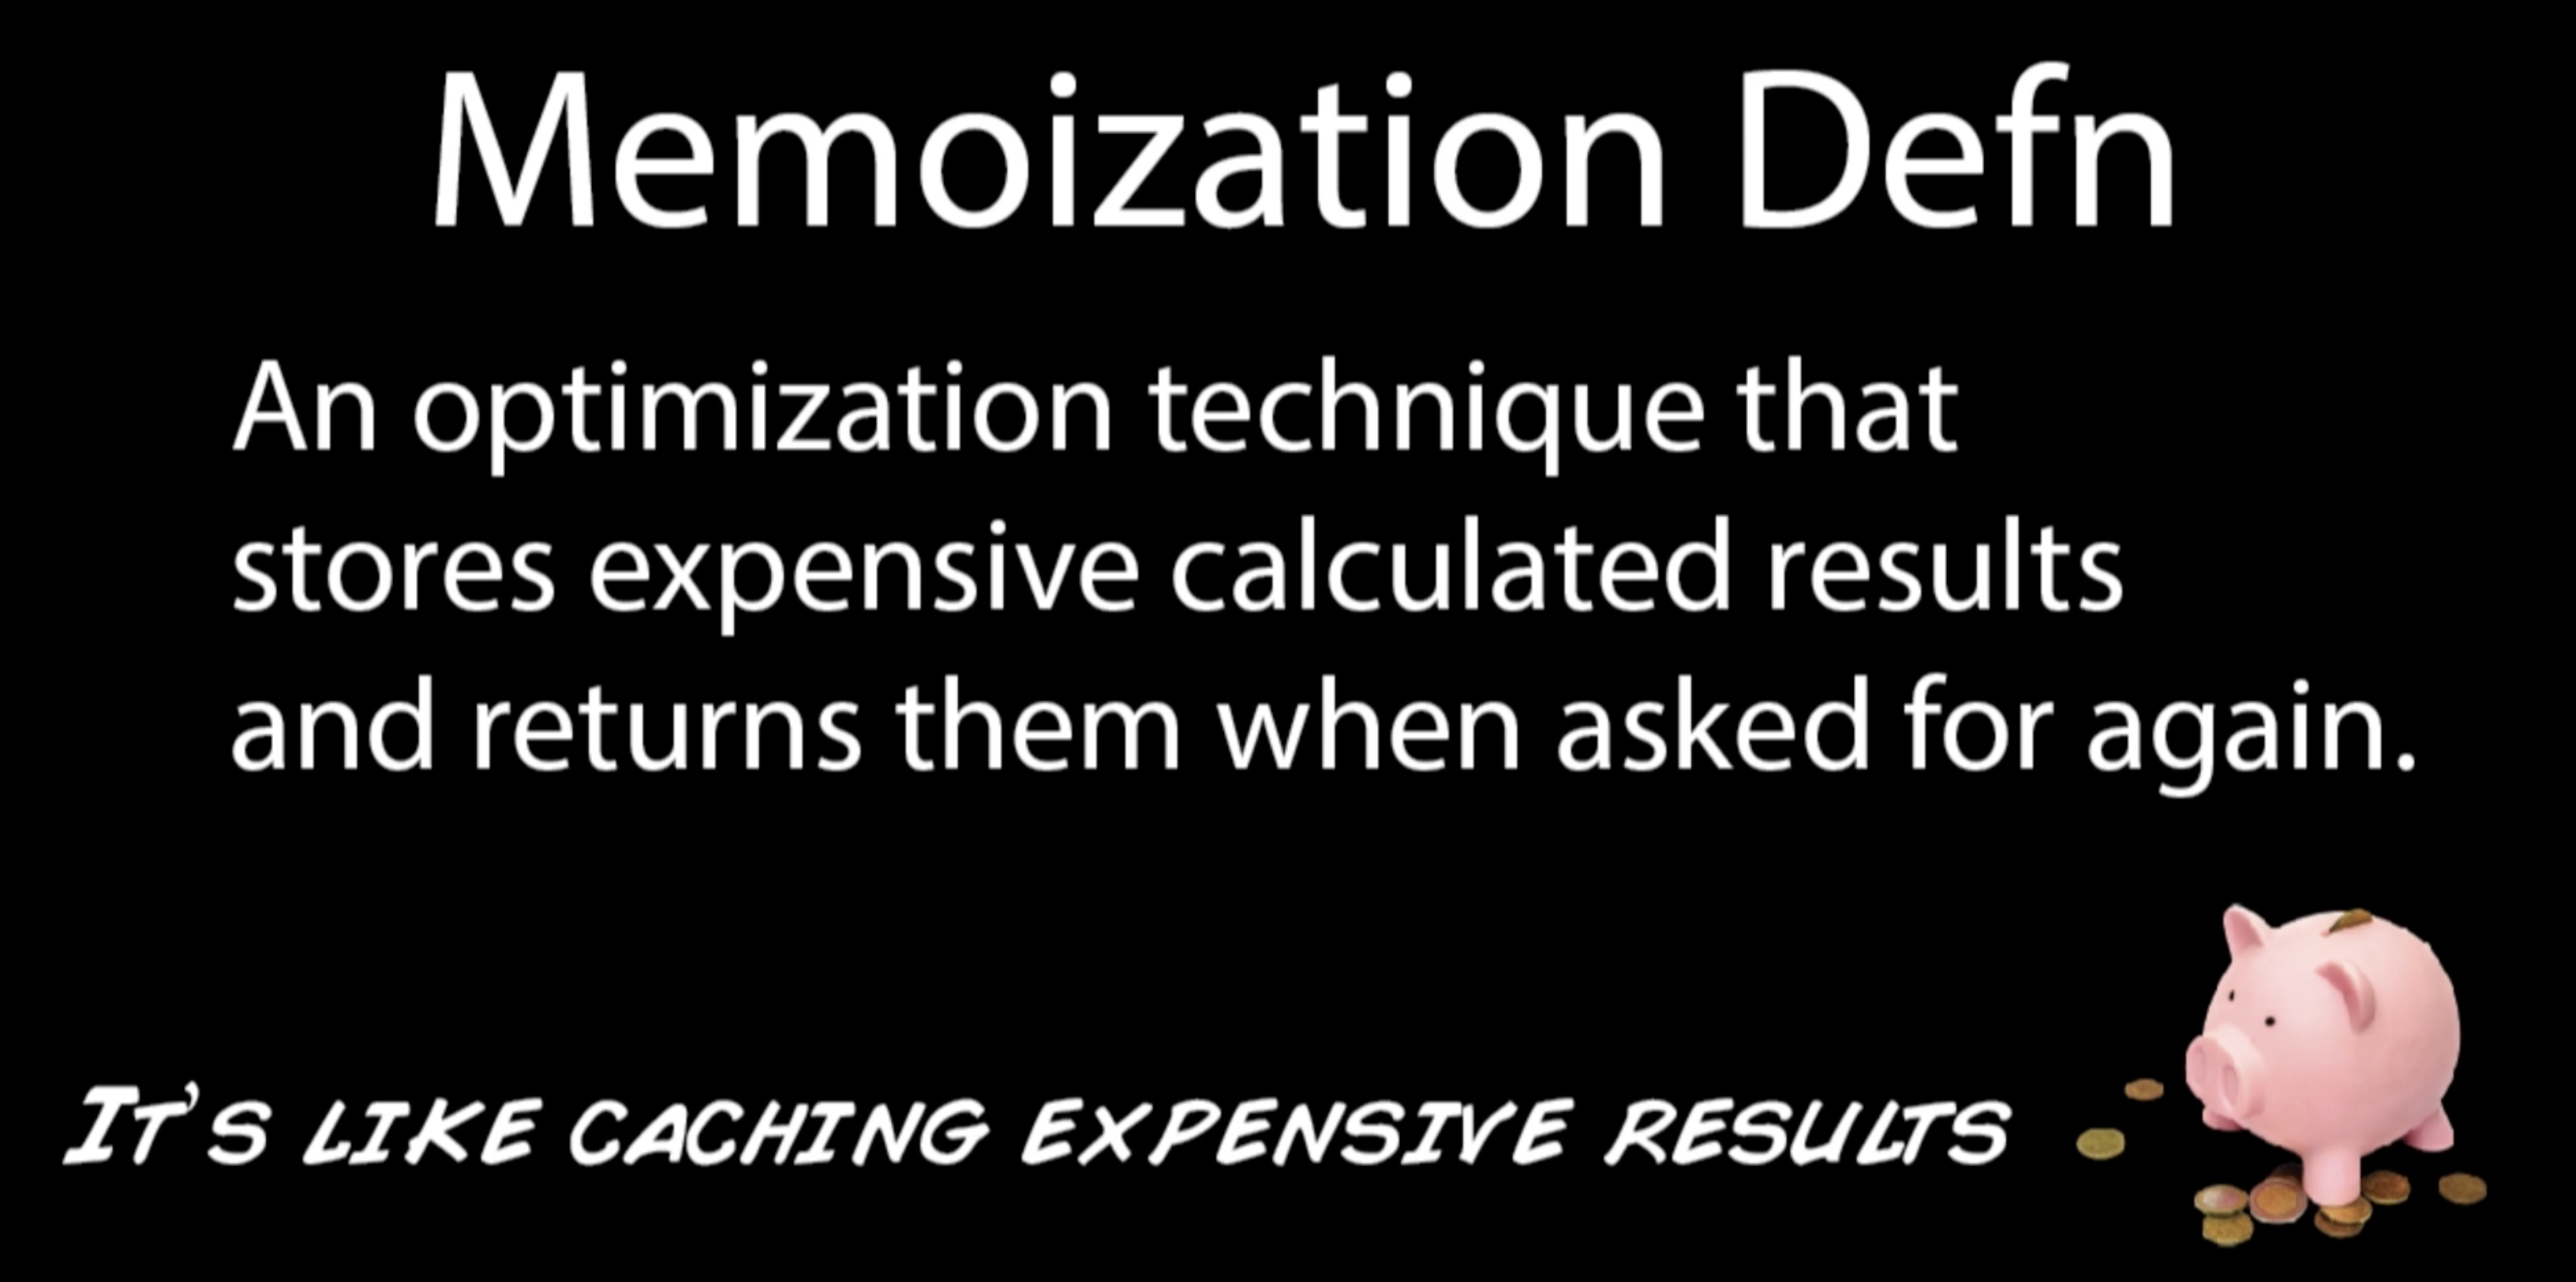 Memoization Defn
An optimization technique that
stores expensive calculated results
and returns them when asked for again.
It's like caching expensive results